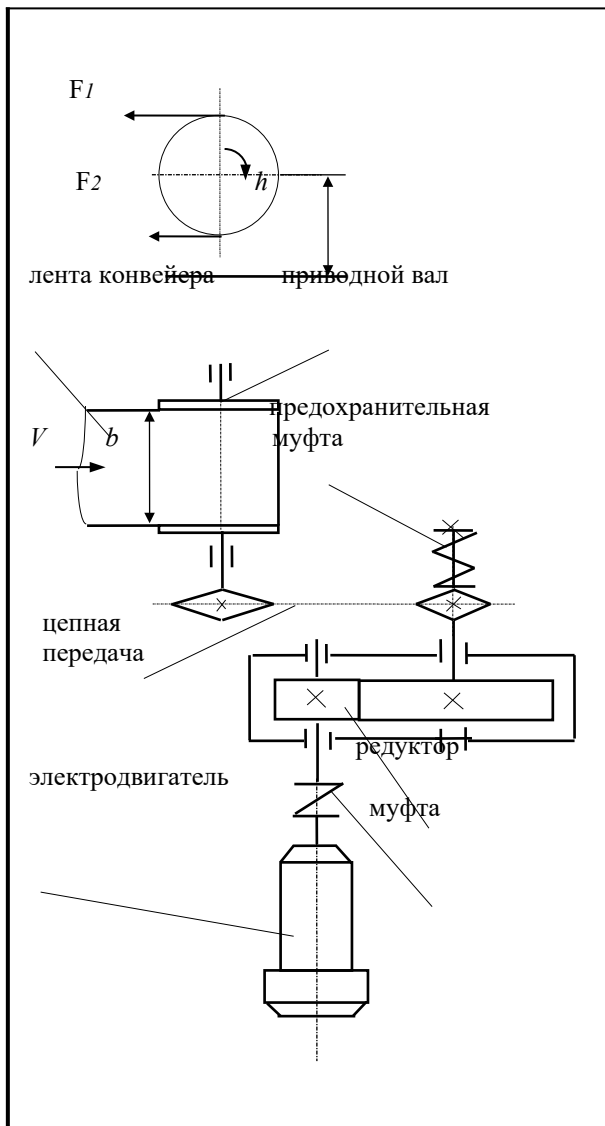 F1
F2
h
лента конвейера приводной вал
предохранительная
V b муфта
цепная
передача
редуктор
электродвигатель
муфта